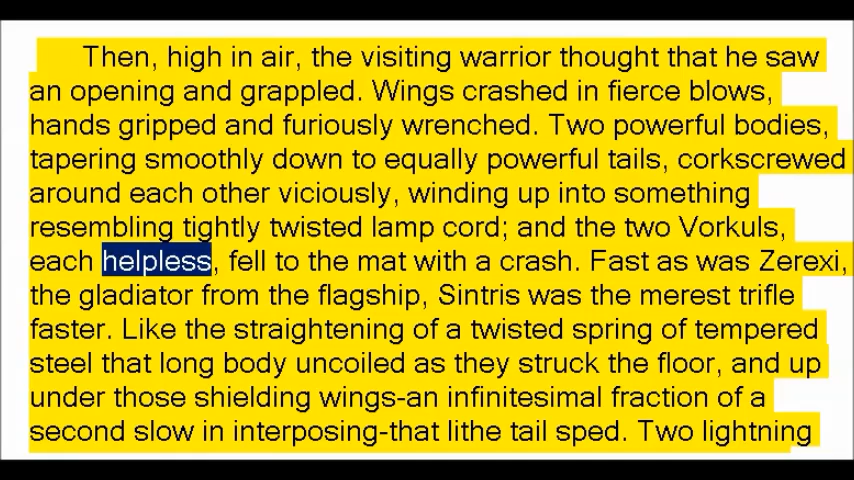 Then, high in air, the visiting warrior thought that he saw
an opening and grappled. Wings crashed in fierce blows,
hands gripped and furiously wrenched. Two powerful bodies,
tapering smoothly down to equally powerful tails, corkscrewed
around each other viciously, winding up into something
resembling tightly twisted lamp cord; and the two Vorkuls,
each helpless, fell to the mat with a crash. Fast as was Zerexi,
the gladiator from the flagship, Sintris was the merest trifle
faster. Like the straightening of a twisted spring of tempered
steel that long body uncoiled as they struck the floor, and up
under those shielding wings-an infinitesimal fraction of a
second slow in interposing-that lithe tail sped. Two lightning